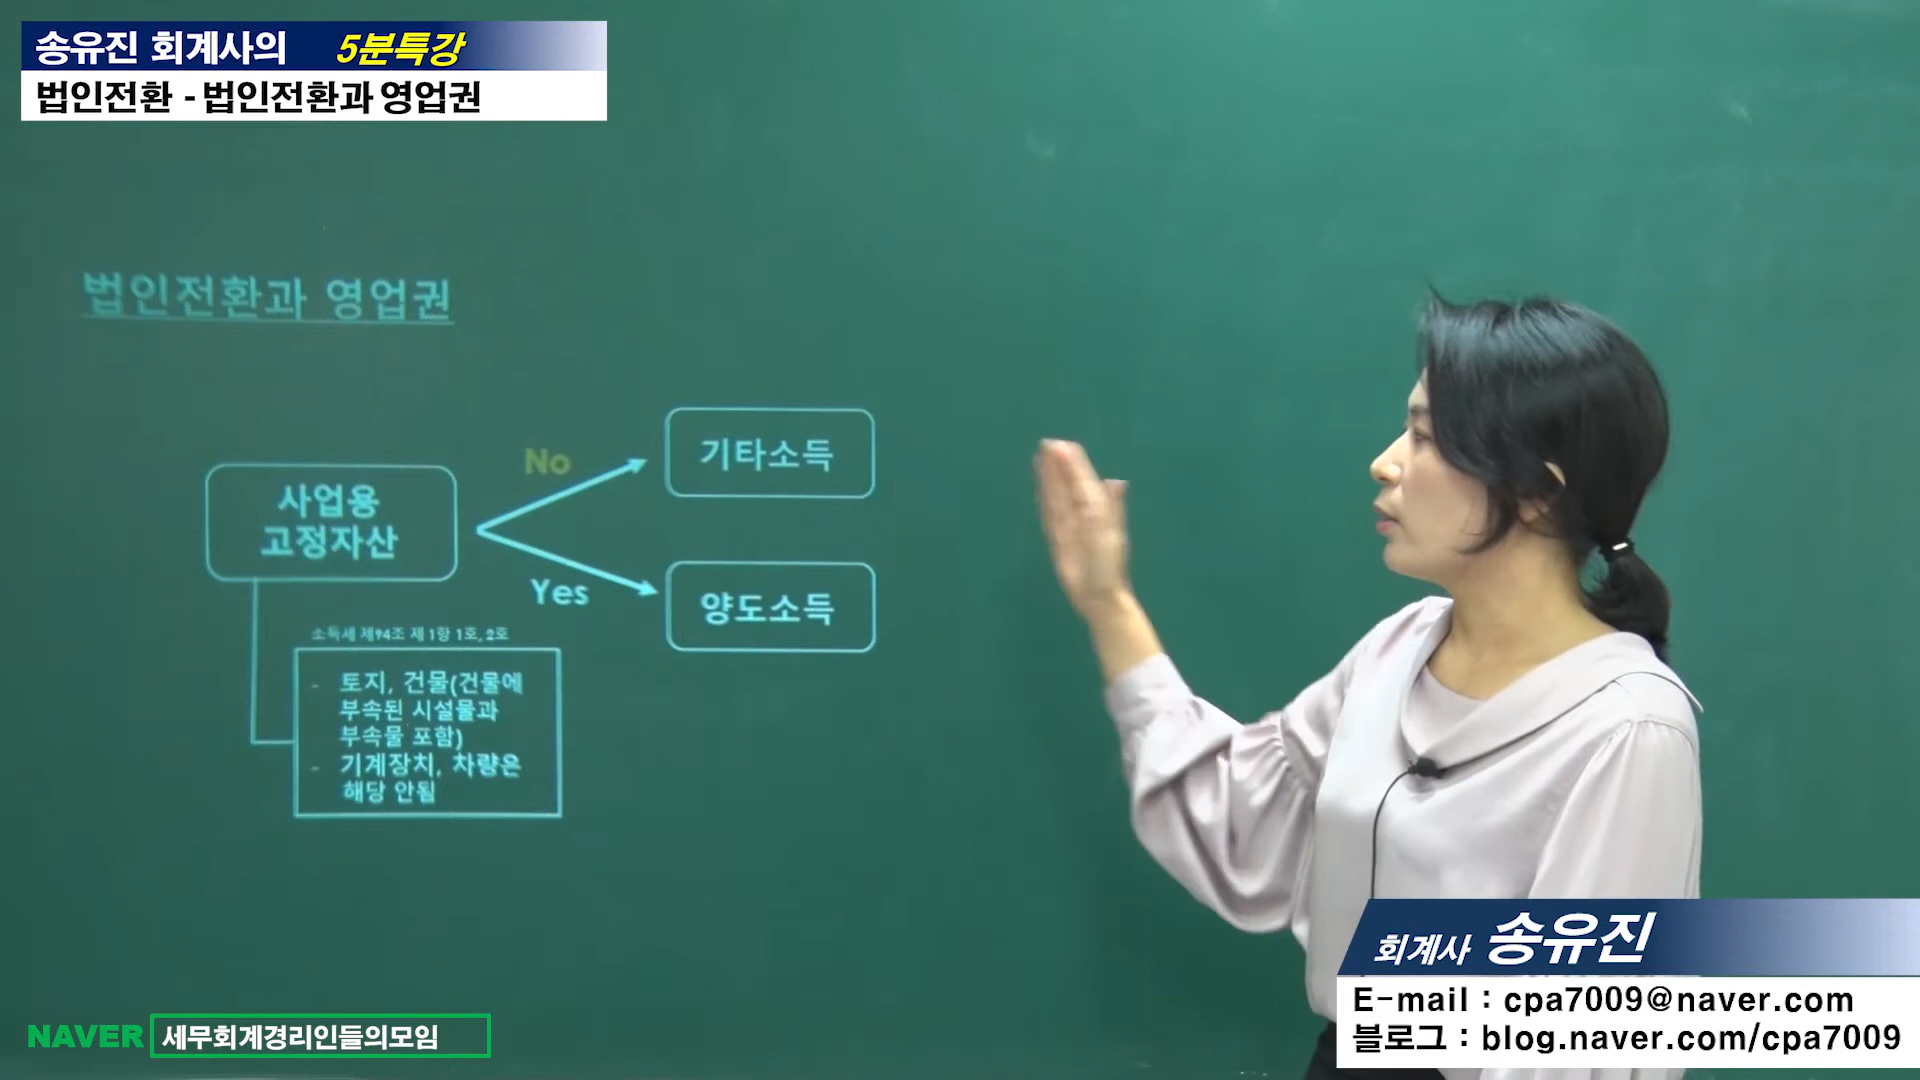 송유진 회계사의 5분특강
법인전환 - 법인전환과 영업권
법인전환과 영업권
사업용
고정자산
No
Yes
기타소득
양도소득
소득세 제94조 제 1항 1호, 2호
- 토지, 건물(건물에
부속된 시설물과
부속물 포함)
- 기계장치, 차량은
해당 안됨
회계사 송유진
E-mail : cpa7009@naver.com
블로그 : blog.naver.com/cpa7009
NAVER 세무회계경리인들의모임